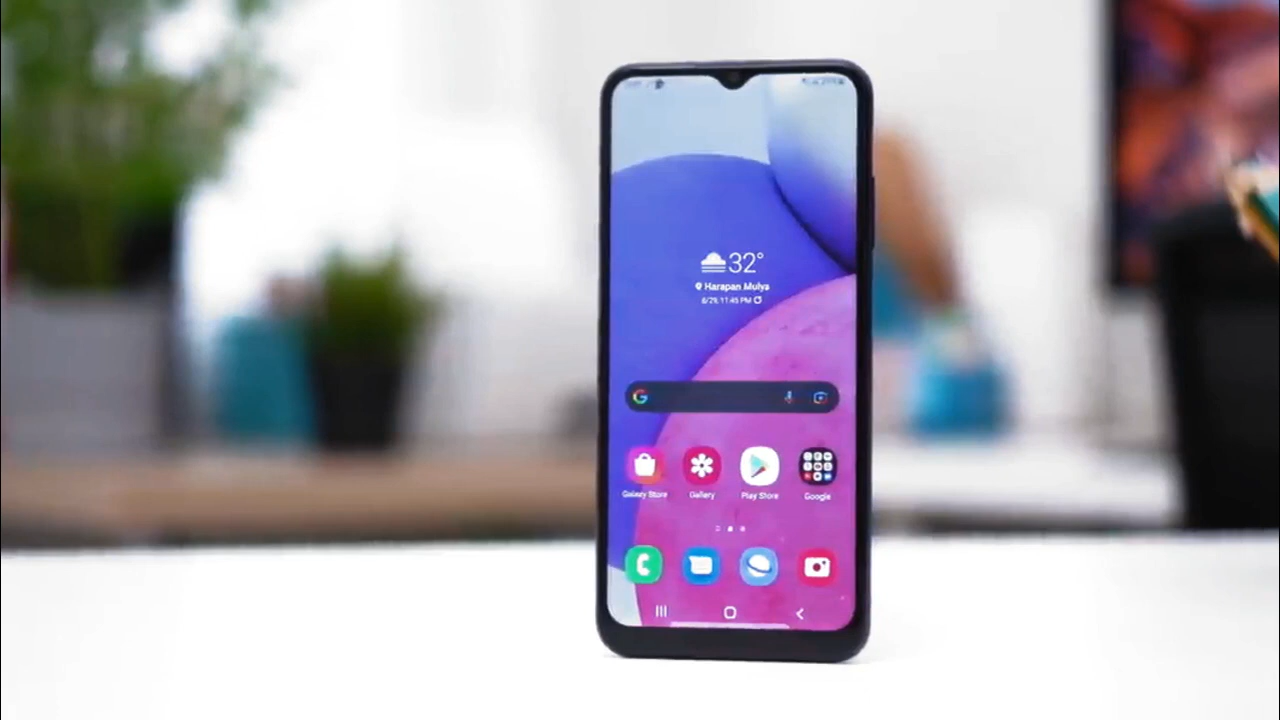 32°
Harapan Mulya
8/29, 11:45 PM
Galaxy Store
Gallery
Play Store
Google